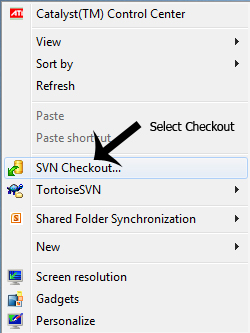 ATI
Catalyst(TM) Control Center
View
Sort by
Refresh
Paste
Paste shortcut
Select Checkout
SVN Checkout...
TortoiseSVN
S
Shared Folder Synchronization
New
Screen resolution
Gadgets
Personalize